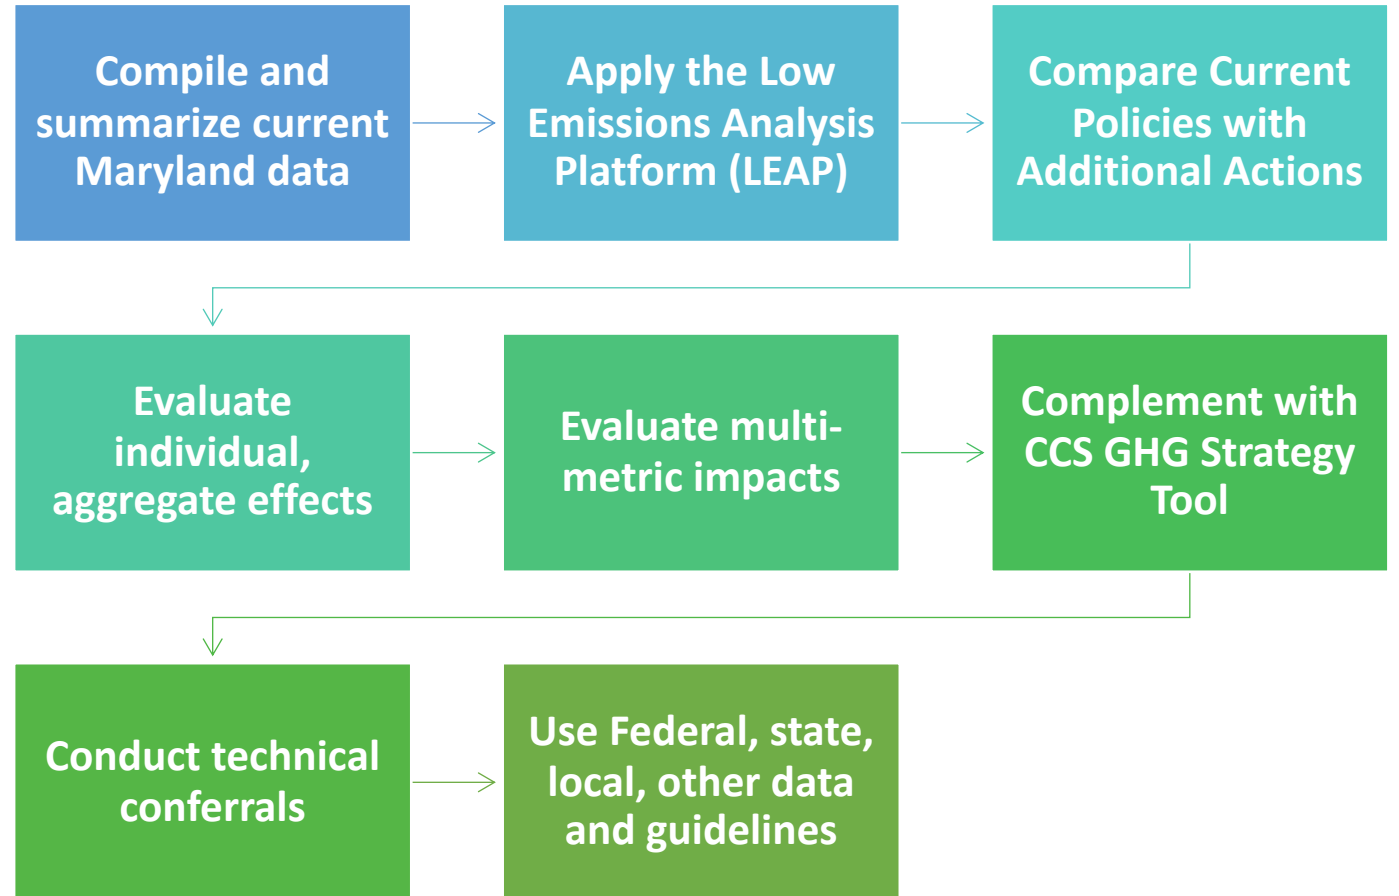 Compile and
summarize current
Maryland data
Apply the Low
Emissions Analysis
Platform (LEAP)
Compare Current
Policies with
Additional Actions
Evaluate
individual,
aggregate effects
Evaluate multi-
metric impacts
Complement with
CCS GHG Strategy
Tool
Conduct technical
conferrals
Use Federal, state,
local, other data
and guidelines